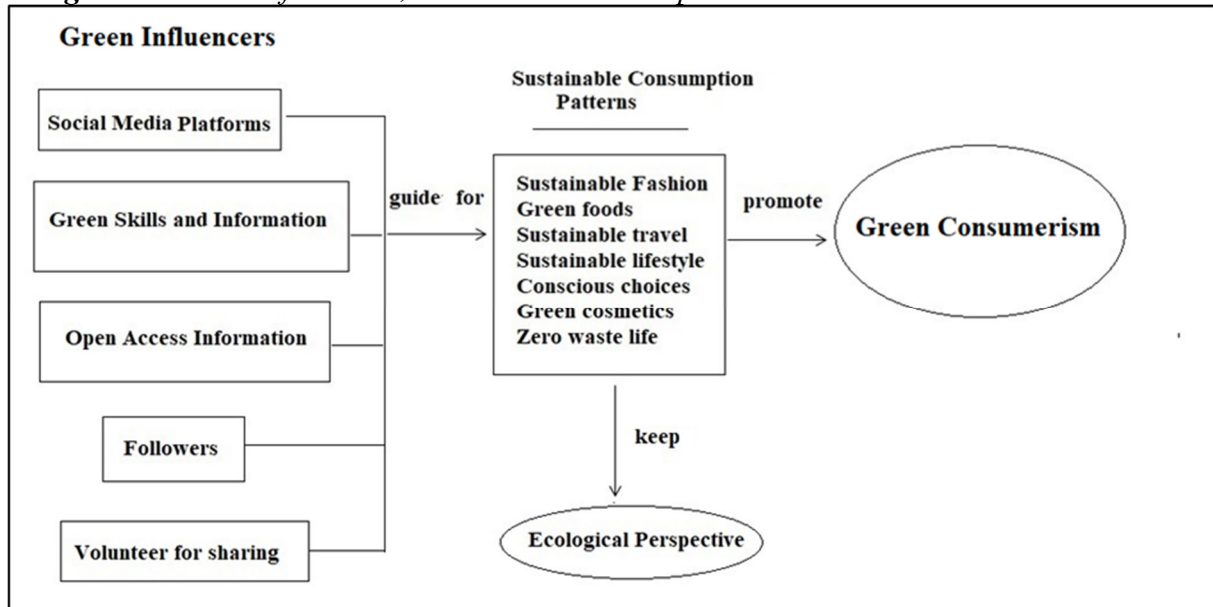 Green Influencers
Social Media Platforms
Green Skills and Information
Open Access Information
Followers
Volunteer for sharing
guide for
Sustainable Consumption
Patterns
Sustainable Fashion
Green foods
Sustainable travel
Sustainable lifestyle
Conscious choices
Green cosmetics
Zero waste life
promote
Green Consumerism
keep
Ecological Perspective